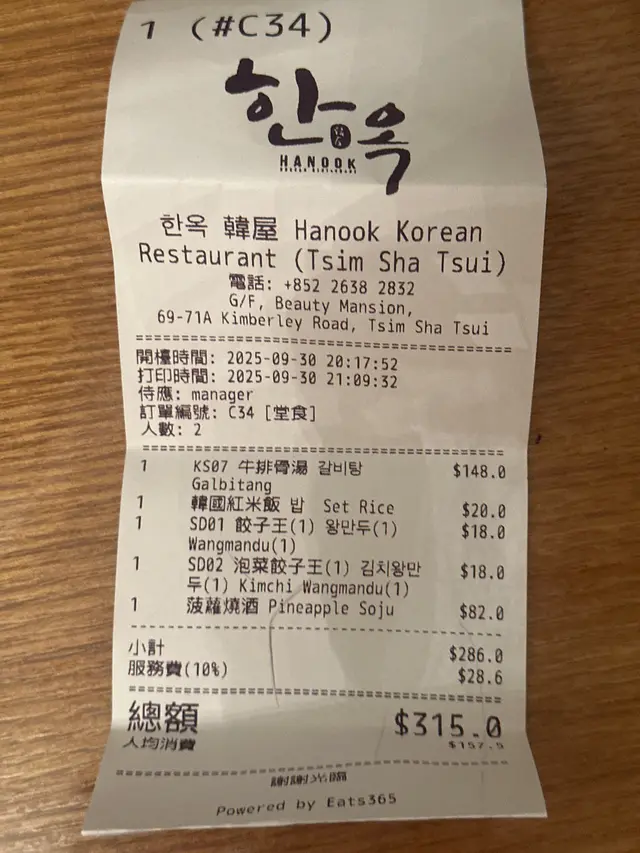 1 (#C34)
한옥
HANOOK
한옥 韓屋 Hanook Korean
Restaurant (Tsim Sha Tsui)
電話: +852 2638 2832
G/F, Beauty Mansion,
69-71A Kimberley Road, Tsim Sha Tsui
開檯時間: 2025-09-30 20:17:52
打印時間: 2025-09-30 21:09:32
侍應: manager
訂單編號: C34 [堂食]
人數: 2
1 KS07 牛排骨湯 갈비탕 $148.0
Galbitang
1 韓國紅米飯 밥 Set Rice $20.0
1 SD01 餃子王(1) 왕만두(1) $18.0
Wangmandu(1)
1 SD02 泡菜餃子王(1) 김치왕만 $18.0
두(1) Kimchi Wangmandu(1)
1 菠蘿燒酒 Pineapple Soju $82.0
小計 $286.0
服務費(10%) $28.6
總額 $315.0
人均消費 $157.5
謝謝光臨
Powered by Eats365